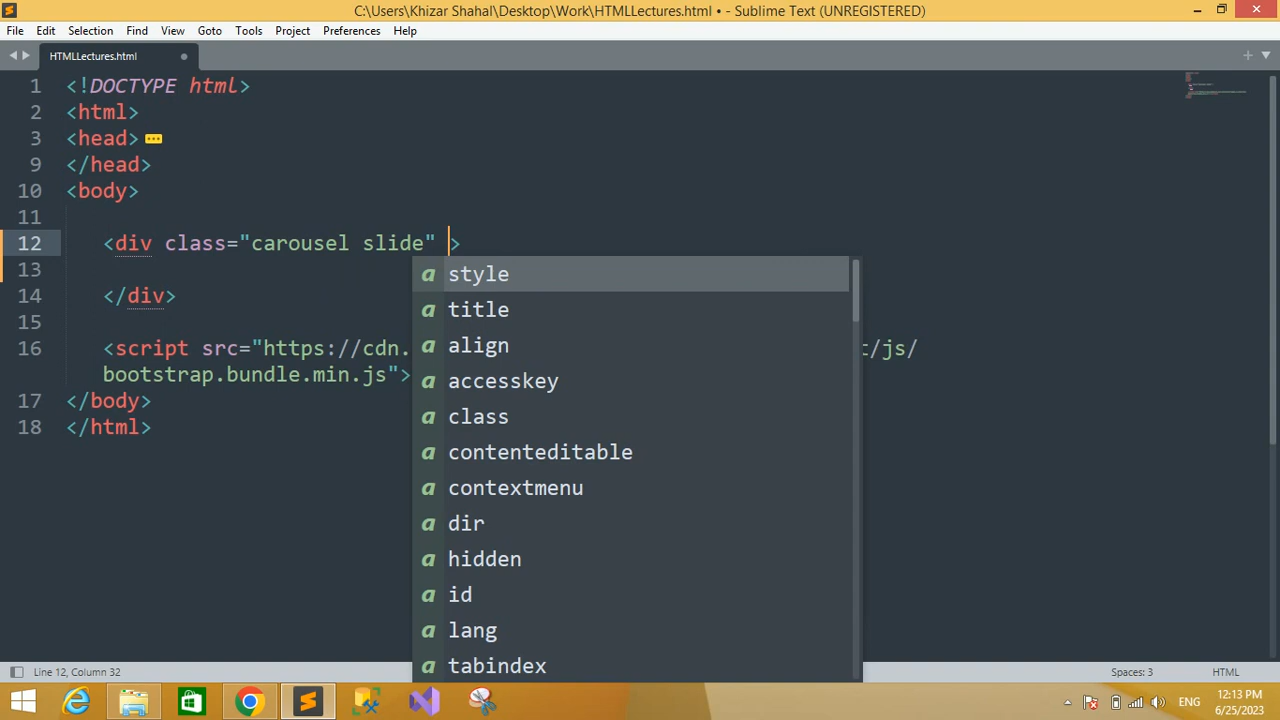 C:\Users\Khizar Shahal\Desktop\Work\HTMLLectures.html • - Sublime Text (UNREGISTERED)
File Edit Selection Find View Goto Tools Project Preferences Help
HTMLLectures.html
1 <!DOCTYPE html>
2 <html>
3 <head>
9 </head>
10 <body>
11
12 <div class="carousel slide" >
13
14 </div>
15
16 <script src="https://cdn. t/js/
bootstrap.bundle.min.js">
17 </body>
18 </html>
a style
a title
a align
a accesskey
a class
a contenteditable
a contextmenu
a dir
a hidden
a id
a lang
a tabindex
Line 12, Column 32
Spaces: 3
HTML
ENG
12:13 PM
6/25/2023